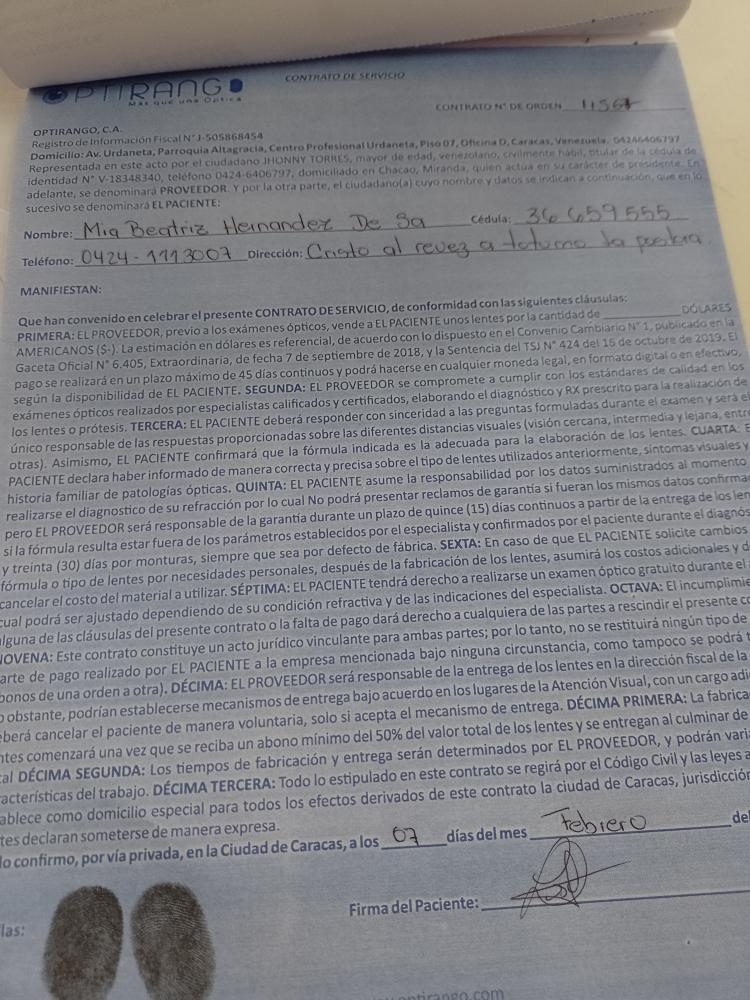 OPTIRANGO
Más que una Óptica
CONTRATO DE SERVICIO
CONTRATO N° DE ORDEN
OPTIRANGO, C.A.
Registro de Información Fiscal N° J-505868454
Domicilio: Av. Urdaneta, Parroquia Altagracia, Centro Profesional Urdaneta, Piso 07, Oficina D, Caracas, Venezuela. 04246406797
Representada en este acto por el ciudadano JHONNY TORRES, mayor de edad, venezolano, civilmente hábil, titular de la cédula de
identidad N° V-18348340, teléfono 0424-6406797, domiciliado en Chacao, Miranda, quien actúa en su carácter de presidente. En
adelante, se denominará PROVEEDOR. Y por la otra parte, el ciudadano(a) cuyo nombre y datos se indican a continuación, que en lo
sucesivo se denominará EL PACIENTE:
Nombre: Mia Beatriz Hernandez De Sa Cédula: 36 659 555
Teléfono: 0424-1113007 Dirección: Cristo al revez a totumo la pastora.
MANIFIESTAN:
Que han convenido en celebrar el presente CONTRATO DE SERVICIO, de conformidad con las siguientes cláusulas:
PRIMERA: EL PROVEEDOR, previo a los exámenes ópticos, vende a EL PACIENTE unos lentes por la cantidad de DÓLARES
AMERICANOS ($-). La estimación en dólares es referencial, de acuerdo con lo dispuesto en el Convenio Cambiario N° 1, publicado en la
Gaceta Oficial N° 6.405, Extraordinaria, de fecha 7 de septiembre de 2018, y la Sentencia del TSJ N° 424 del 16 de octubre de 2019. El
pago se realizará en un plazo máximo de 45 días continuos y podrá hacerse en cualquier moneda legal, en formato digital o en efectivo,
según la disponibilidad de EL PACIENTE. SEGUNDA: EL PROVEEDOR se compromete a cumplir con los estándares de calidad en los
exámenes ópticos realizados por especialistas calificados y certificados, elaborando el diagnóstico y RX prescrito para la realización de
los lentes o prótesis. TERCERA: EL PACIENTE deberá responder con sinceridad a las preguntas formuladas durante el examen y será el
único responsable de las respuestas proporcionadas sobre las diferentes distancias visuales (visión cercana, intermedia y lejana, entre
otras). Asimismo, EL PACIENTE confirmará que la fórmula indicada es la adecuada para la elaboración de los lentes. CUARTA: E
PACIENTE declara haber informado de manera correcta y precisa sobre el tipo de lentes utilizados anteriormente, síntomas visuales y
historia familiar de patologías ópticas. QUINTA: EL PACIENTE asume la responsabilidad por los datos suministrados al momento
realizarse el diagnostico de su refracción por lo cual No podrá presentar reclamos de garantía si fueran los mismos datos confirma
pero EL PROVEEDOR será responsable de la garantía durante un plazo de quince (15) días continuos a partir de la entrega de los len
si la fórmula resulta estar fuera de los parámetros establecidos por el especialista y confirmados por el paciente durante el diagnós
y treinta (30) días por monturas, siempre que sea por defecto de fábrica. SEXTA: En caso de que EL PACIENTE solicite cambios
fórmula o tipo de lentes por necesidades personales, después de la fabricación de los lentes, asumirá los costos adicionales y d
cancelar el costo del material a utilizar. SÉPTIMA: EL PACIENTE tendrá derecho a realizarse un examen óptico gratuito durante el
cual podrá ser ajustado dependiendo de su condición refractiva y de las indicaciones del especialista. OCTAVA: El incumplimie
alguna de las cláusulas del presente contrato o la falta de pago dará derecho a cualquiera de las partes a rescindir el presente co
NOVENA: Este contrato constituye un acto jurídico vinculante para ambas partes; por lo tanto, no se restituirá ningún tipo de
arte de pago realizado por EL PACIENTE a la empresa mencionada bajo ninguna circunstancia, como tampoco se podrá t
bonos de una orden a otra). DÉCIMA: EL PROVEEDOR será responsable de la entrega de los lentes en la dirección fiscal de la
o obstante, podrían establecerse mecanismos de entrega bajo acuerdo en los lugares de la Atención Visual, con un cargo adi
eberá cancelar el paciente de manera voluntaria, solo si acepta el mecanismo de entrega. DÉCIMA PRIMERA: La fabrica
ntes comenzará una vez que se reciba un abono mínimo del 50% del valor total de los lentes y se entregan al culminar de
al DÉCIMA SEGUNDA: Los tiempos de fabricación y entrega serán determinados por EL PROVEEDOR, y podrán vari
racterísticas del trabajo. DÉCIMA TERCERA: Todo lo estipulado en este contrato se regirá por el Código Civil y las leyes a
ablece como domicilio especial para todos los efectos derivados de este contrato la ciudad de Caracas, jurisdicción
tes declaran someterse de manera expresa.
lo confirmo, por vía privada, en la Ciudad de Caracas, a los 07 días del mes Febrero del
Firma del Paciente:
las:
optirango.com